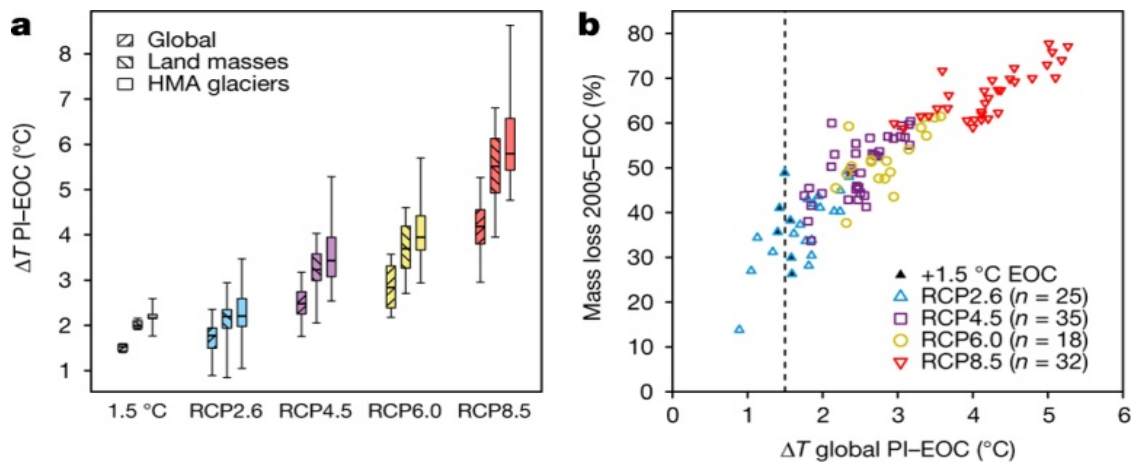 a
Global
Land masses
HMA glaciers
ΔT PI–EOC (°C)
8
7
6
5
4
3
2
1
1.5 °C RCP2.6 RCP4.5 RCP6.0 RCP8.5
b
Mass loss 2005–EOC (%)
80
70
60
50
40
30
20
10
0
+1.5 °C EOC
RCP2.6 (n = 25)
RCP4.5 (n = 35)
RCP6.0 (n = 18)
RCP8.5 (n = 32)
0 1 2 3 4 5 6
ΔT global PI–EOC (°C)